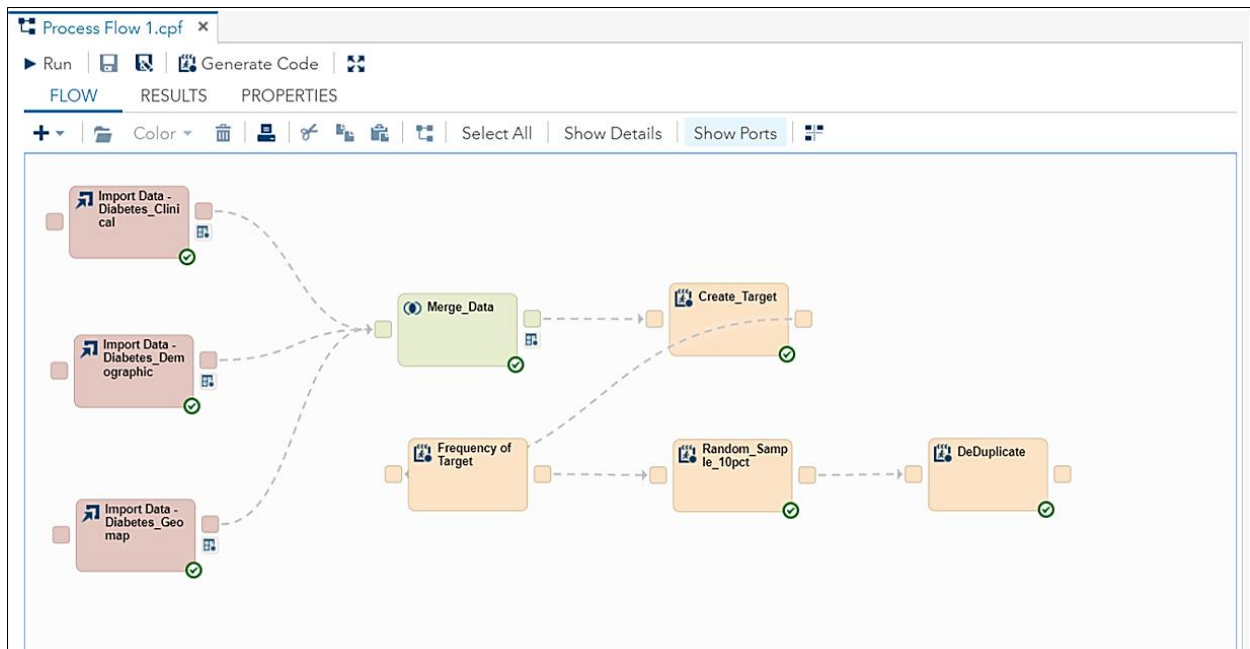 Process Flow 1.cpf
Run
Generate Code
FLOW
RESULTS
PROPERTIES
Color
Select All
Show Details
Show Ports
Import Data -
Diabetes_Clini
cal
Import Data -
Diabetes_Dem
ographic
Import Data -
Diabetes_Geo
map
Merge_Data
Create_Target
Frequency of
Target
Random_Samp
le_10pct
DeDuplicate